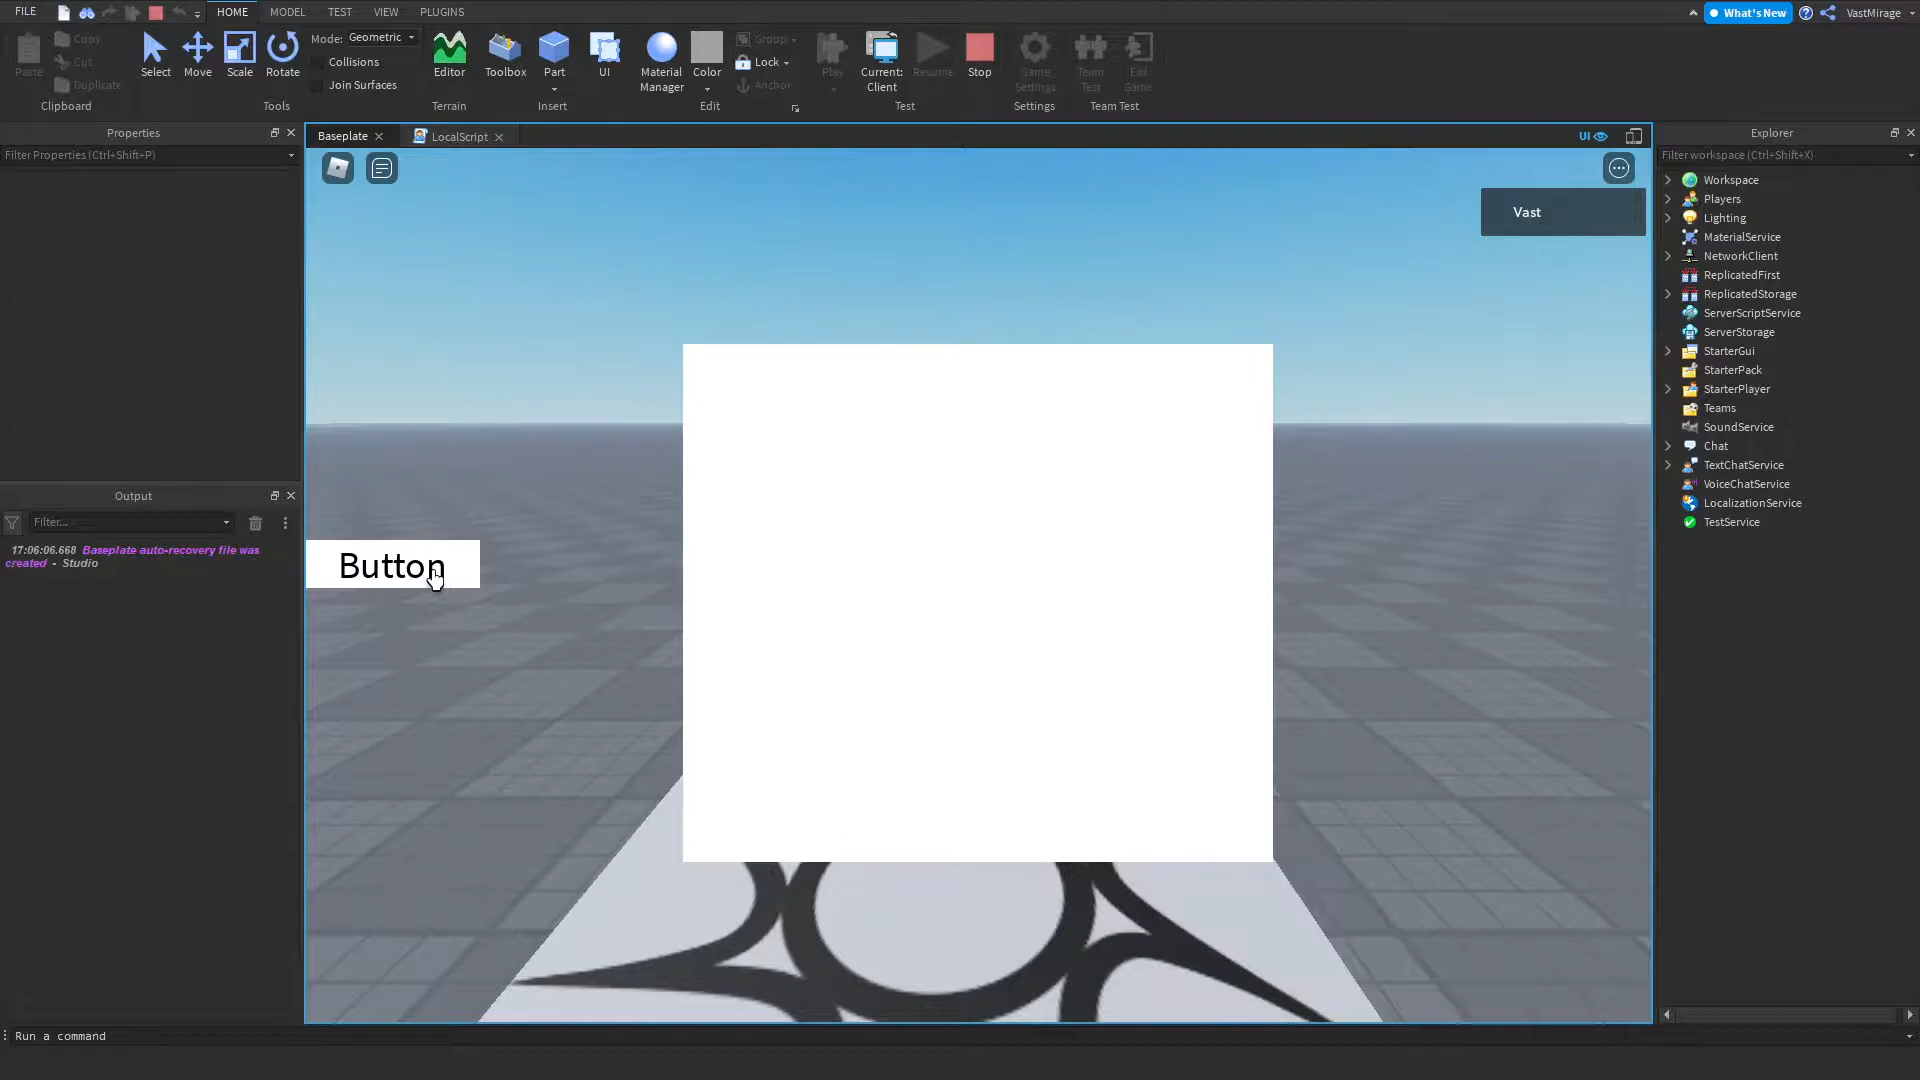 FILE
HOME
MODEL
TEST
VIEW
PLUGINS
What's New
VastMirage
Paste
Copy
Cut
Duplicate
Clipboard
Select
Move
Scale
Rotate
Mode: Geometric
Collisions
Join Surfaces
Tools
Editor
Terrain
Toolbox
Part
UI
Insert
Material
Manager
Color
Group
Lock
Anchor
Edit
Play
Current:
Client
Resume
Stop
Test
Game
Settings
Settings
Team
Test
Exit
Game
Team Test
Properties
Filter Properties (Ctrl+Shift+P)
Output
Filter...
17:06:06.668 Baseplate auto-recovery file was
created - Studio
Baseplate
LocalScript
UI
Vast
Button
Explorer
Filter workspace (Ctrl+Shift+X)
Workspace
Players
Lighting
MaterialService
NetworkClient
ReplicatedFirst
ReplicatedStorage
ServerScriptService
ServerStorage
StarterGui
StarterPack
StarterPlayer
Teams
SoundService
Chat
TextChatService
VoiceChatService
LocalizationService
TestService
Run a command